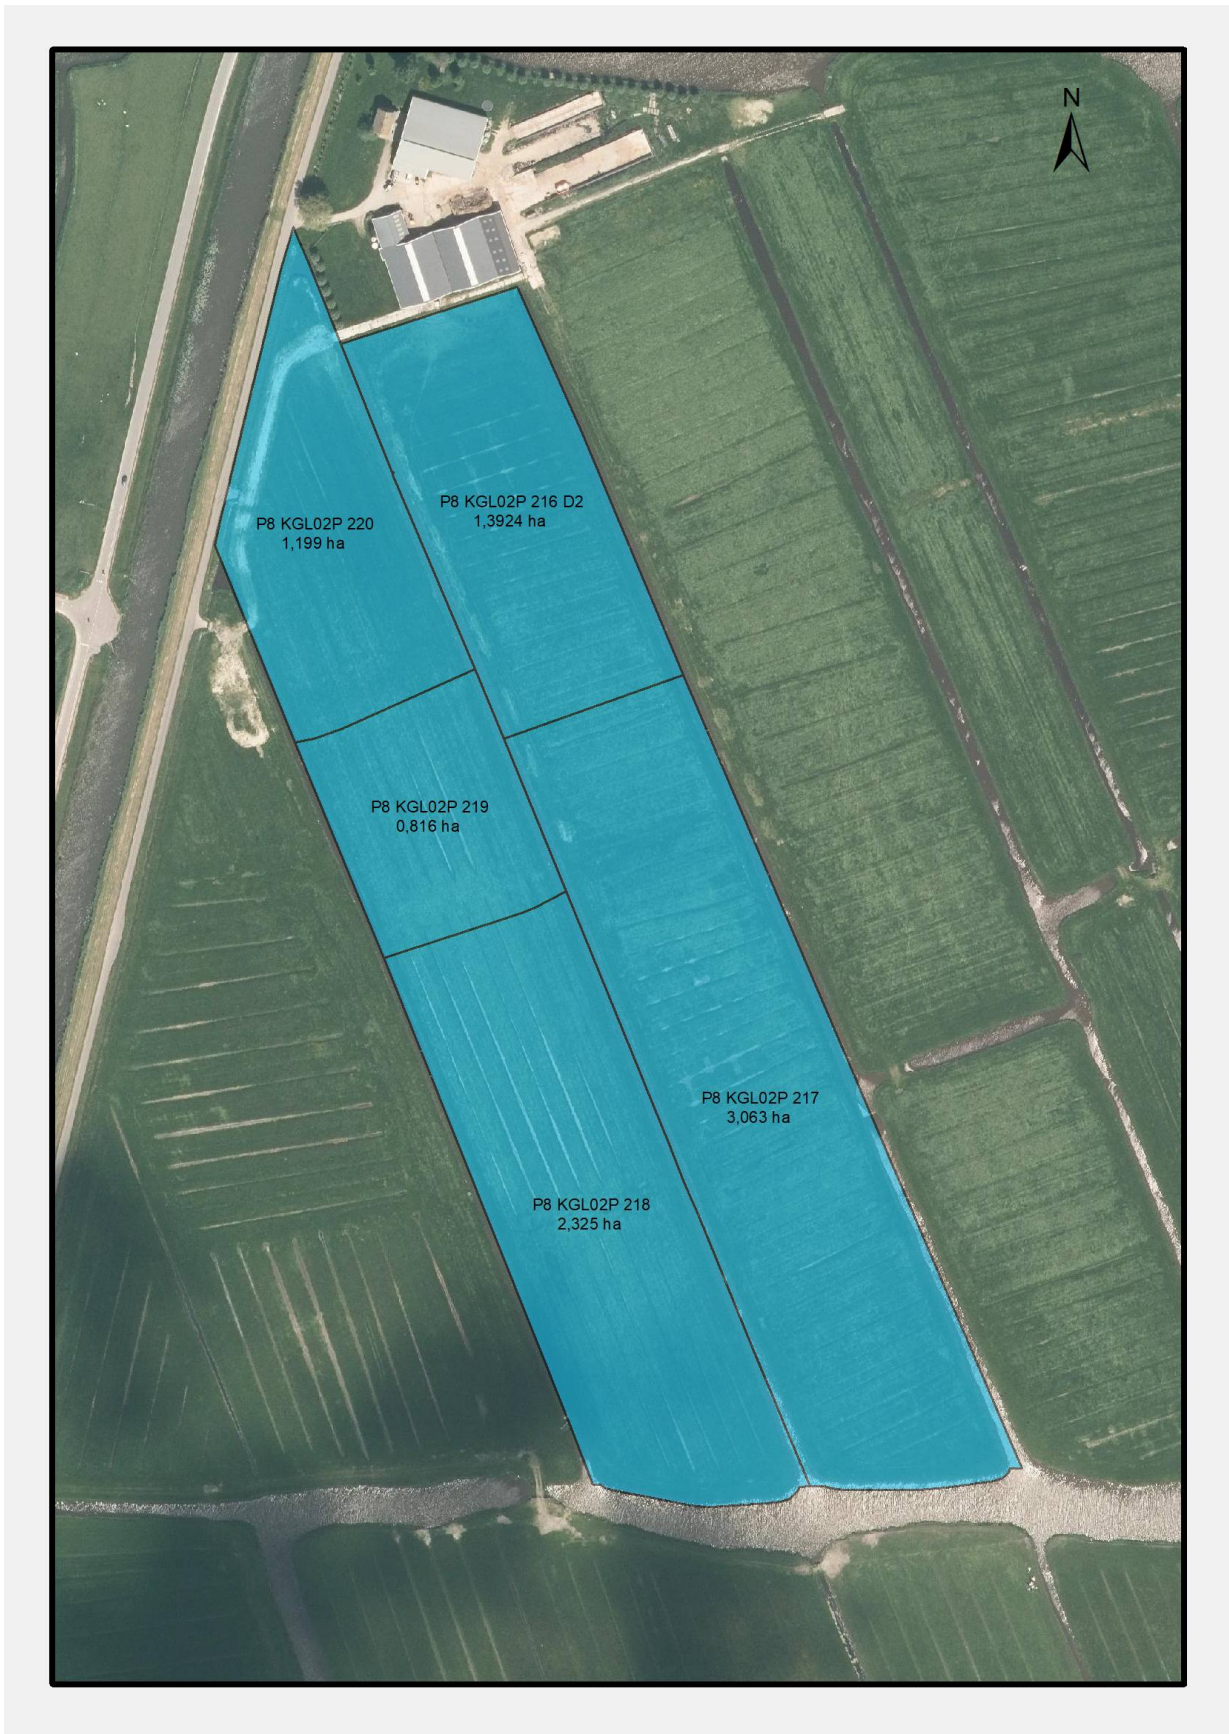 N
P8 KGL02P 216 D2
1,3924 ha
P8 KGL02P 220
1,199 ha
P8 KGL02P 219
0,816 ha
P8 KGL02P 217
3,063 ha
P8 KGL02P 218
2,325 ha